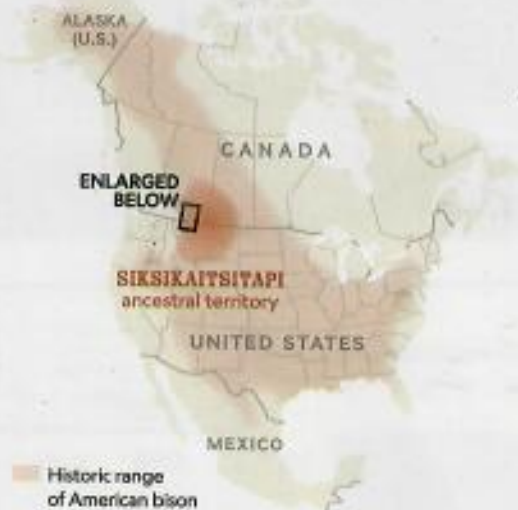 ALASKA
(U.S.)
CANADA
ENLARGED
BELOW
SIKSIKAITSITAPI
ancestral territory
UNITED STATES
MEXICO
Historic range
of American bison